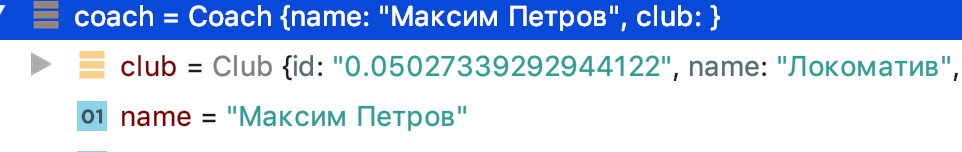 coach = Coach {name: "Максим Петров", club: }
club = Club {id: "0.05027339292944122", name: "Локоматив",
01 name = "Максим Петров"